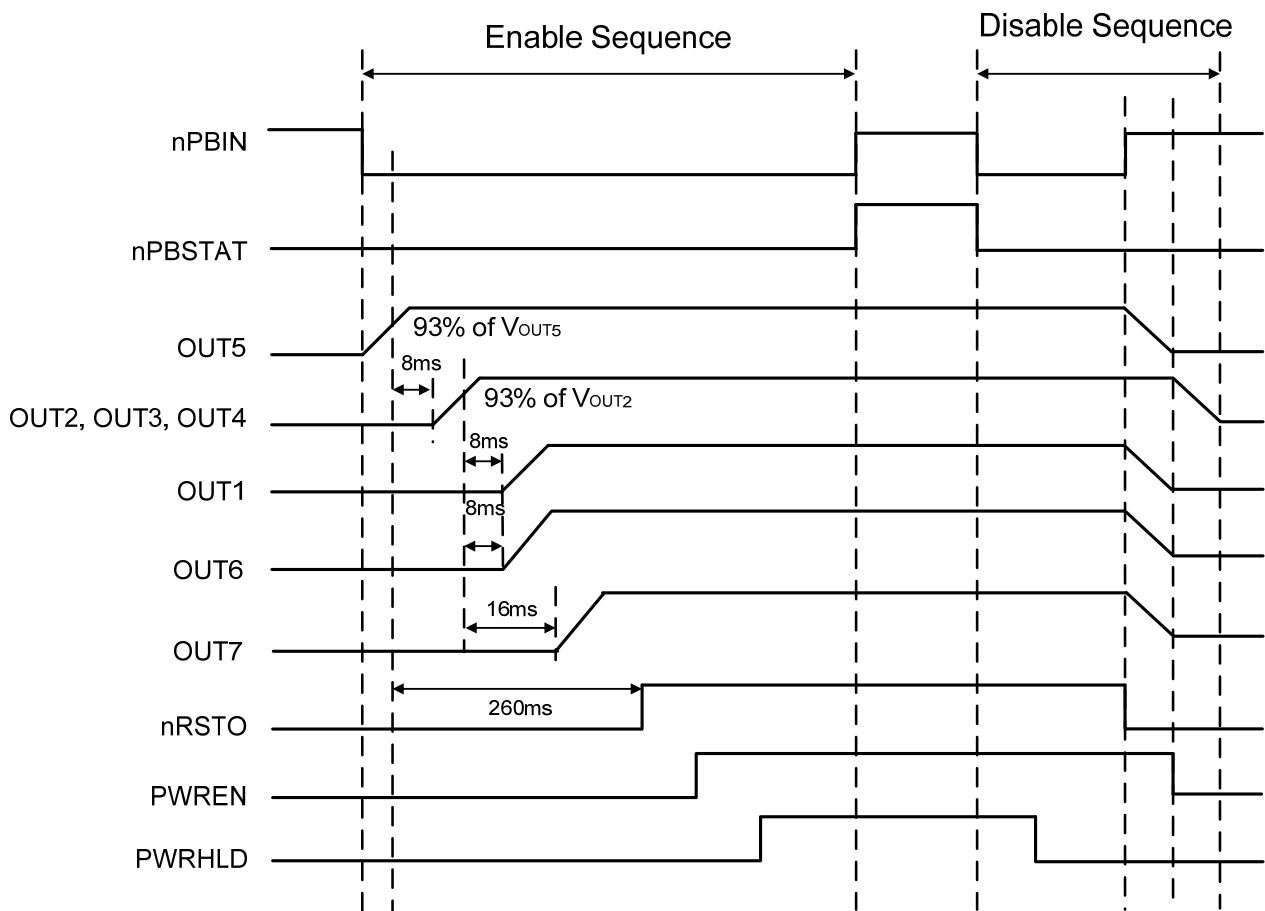 Enable Sequence
Disable Sequence
nPBIN
nPBSTAT
OUT5
93% of VOUT5
8ms
OUT2, OUT3, OUT4
93% of VOUT2
8ms
OUT1
8ms
OUT6
16ms
OUT7
260ms
nRSTO
PWREN
PWRHLD